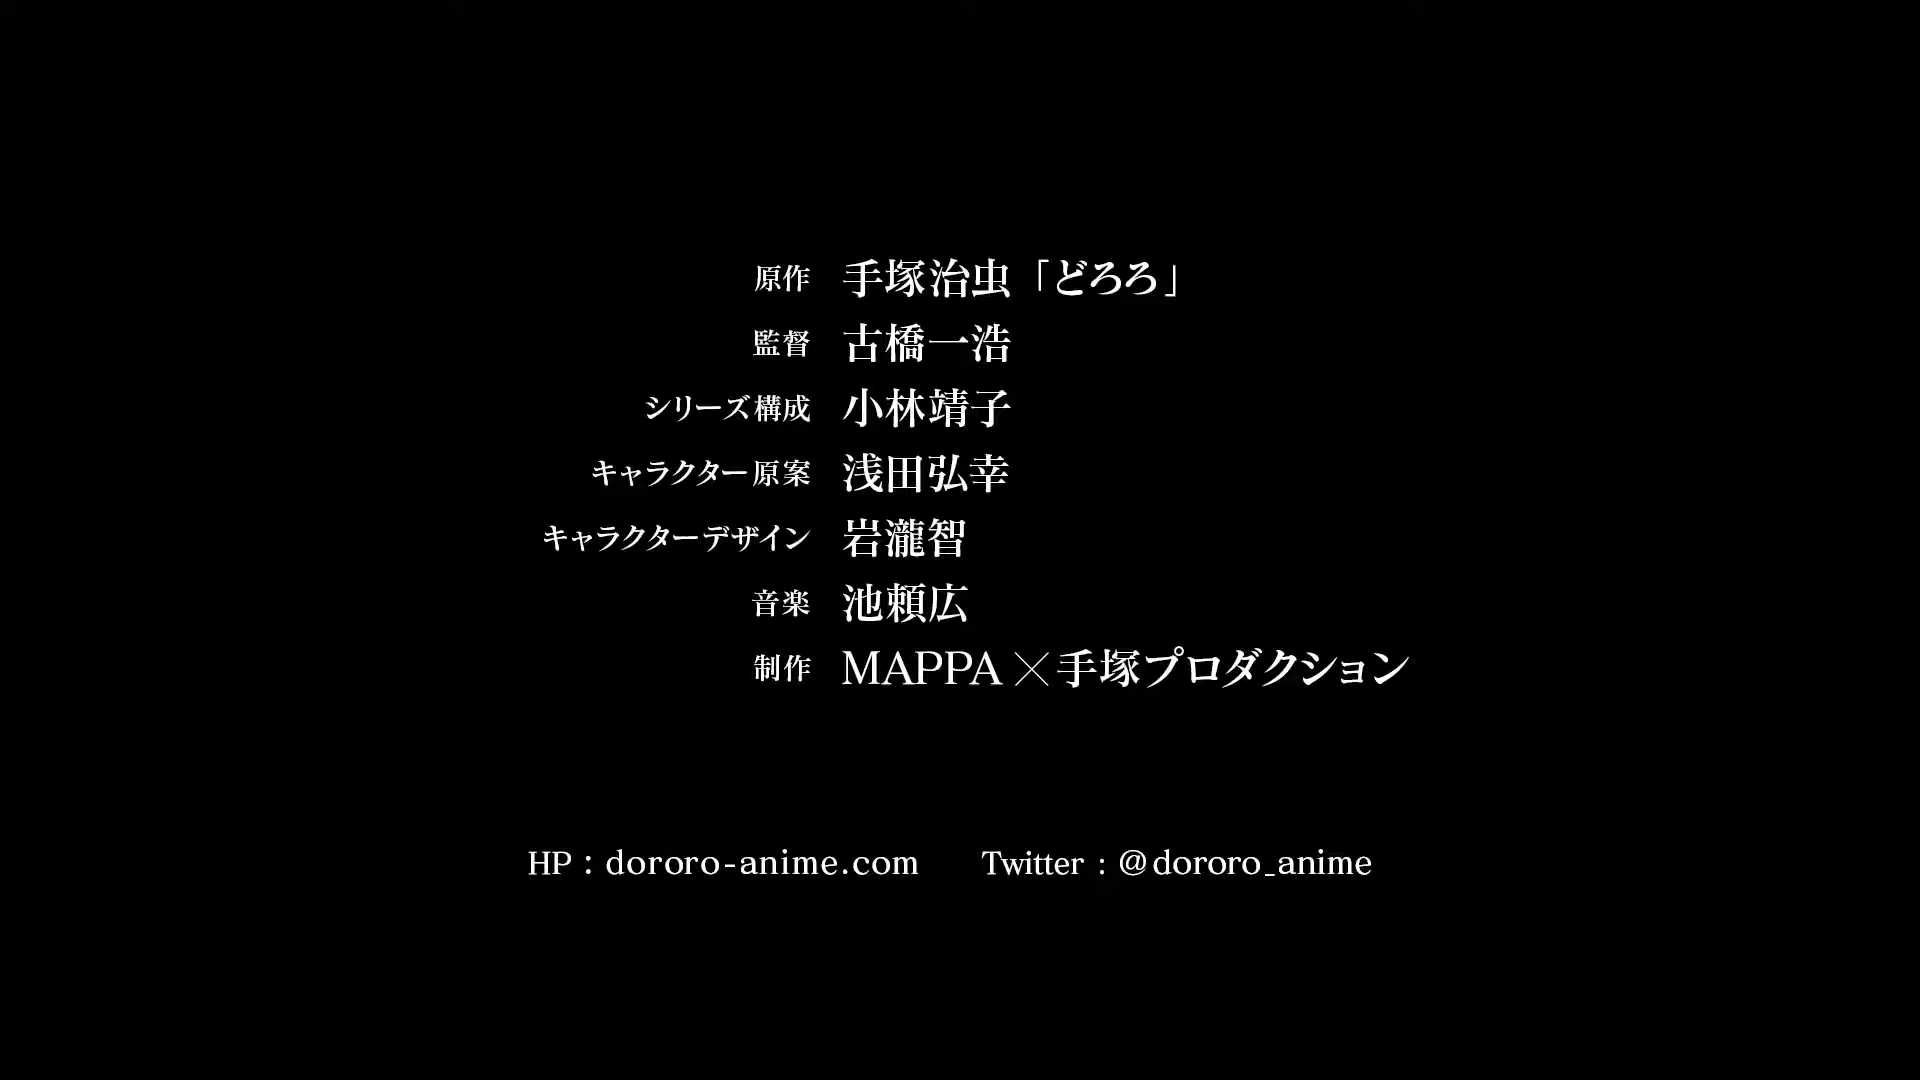 原作 手塚治虫「どろろ」
監督 古橋一浩
シリーズ構成 小林靖子
キャラクター原案 浅田弘幸
キャラクターデザイン 岩瀧智
音楽 池頼広
制作 MAPPA×手塚プロダクション
HP : dororo-anime.com Twitter : @dororo_anime